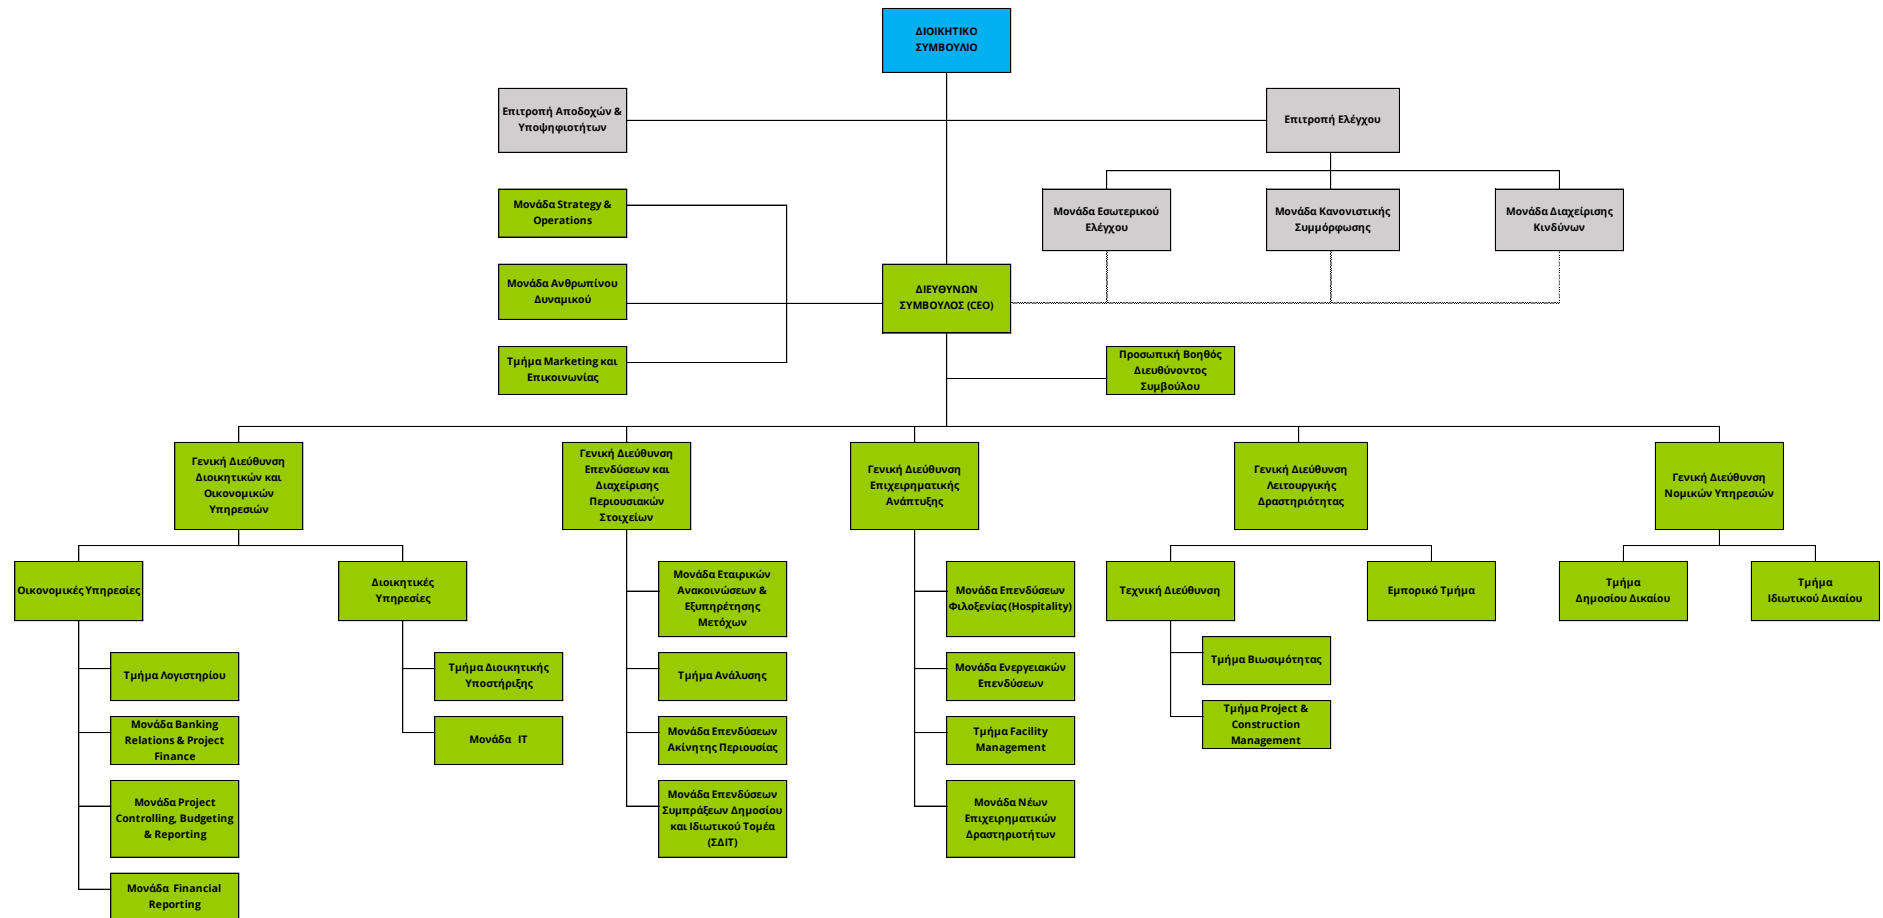 ΔΙΟΙΚΗΤΙΚΟ
ΣΥΜΒΟΥΛΙΟ
Επιτροπή Αποδοχών &
Υποψηφιοτήτων
Επιτροπή Ελέγχου
Μονάδα Strategy &
Operations
Μονάδα Εσωτερικού
Ελέγχου
Μονάδα Κανονιστικής
Συμμόρφωσης
Μονάδα Διαχείρισης
Κινδύνων
Μονάδα Ανθρωπίνου
Δυναμικού
ΔΙΕΥΘΥΝΩΝ
ΣΥΜΒΟΥΛΟΣ (CEO)
Τμήμα Marketing και
Επικοινωνίας
Προσωπική Βοηθός
Διευθύνοντος
Συμβούλου
Γενική Διεύθυνση
Διοικητικών και
Οικονομικών
Υπηρεσιών
Γενική Διεύθυνση
Επενδύσεων και
Διαχείρισης
Περιουσιακών
Στοιχείων
Γενική Διεύθυνση
Επιχειρηματικής
Ανάπτυξης
Γενική Διεύθυνση
Λειτουργικής
Δραστηριότητας
Γενική Διεύθυνση
Νομικών Υπηρεσιών
Οικονομικές Υπηρεσίες
Διοικητικές
Υπηρεσίες
Μονάδα Εταιρικών
Ανακοινώσεων &
Εξυπηρέτησης
Μετόχων
Μονάδα Επενδύσεων
Φιλοξενίας (Hospitality)
Τεχνική Διεύθυνση
Εμπορικό Τμήμα
Τμήμα
Δημοσίου Δικαίου
Τμήμα
Ιδιωτικού Δικαίου
Τμήμα Λογιστηρίου
Τμήμα Διοικητικής
Υποστήριξης
Τμήμα Ανάλυσης
Μονάδα Ενεργειακών
Επενδύσεων
Τμήμα Βιωσιμότητας
Μονάδα Banking
Relations & Project
Finance
Μονάδα IT
Μονάδα Επενδύσεων
Ακίνητης Περιουσίας
Τμήμα Facility
Management
Τμήμα Project &
Construction
Management
Μονάδα Project
Controlling, Budgeting
& Reporting
Μονάδα Επενδύσεων
Συμπράξεων Δημοσίου
και Ιδιωτικού Τομέα
(ΣΔΙΤ)
Μονάδα Νέων
Επιχειρηματικών
Δραστηριοτήτων
Μονάδα Financial
Reporting